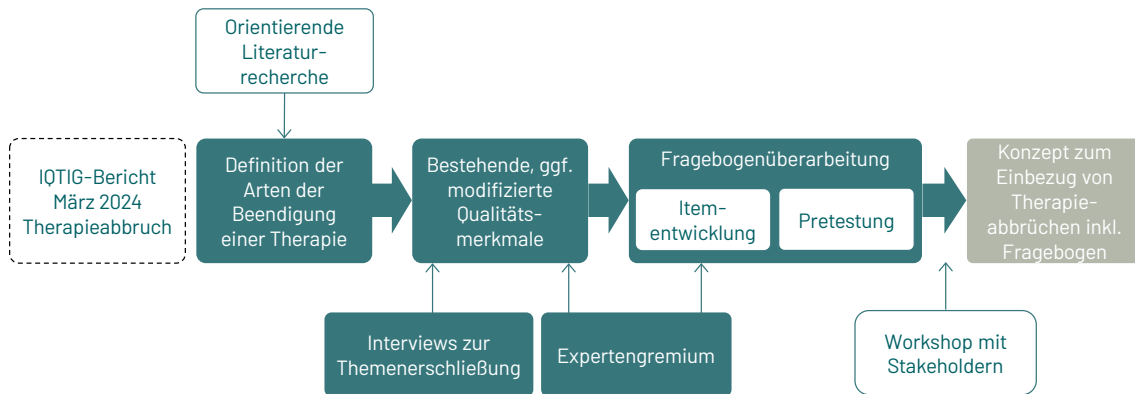 Orientierende
Literatur-
recherche
IQTIG-Bericht
März 2024
Therapieabbruch
Definition der
Arten der
Beendigung
einer Therapie
Bestehende, ggf.
modifizierte
Qualitäts-
merkmale
Fragebogenüberarbeitung
Item-
entwicklung
Pretestung
Konzept zum
Einbezug von
Therapie-
abbrüchen inkl.
Fragebogen
Interviews zur
Themenerschließung
Expertengremium
Workshop mit
Stakeholdern